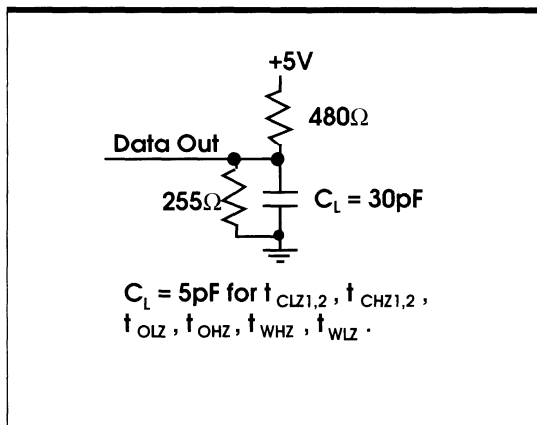 +5V
480Ω
Data Out
255Ω
C_L = 30pF
C_L = 5pF for t_CLZ1,2 , t_CHZ1,2 ,
t_OLZ , t_OHZ , t_WHZ , t_WLZ .